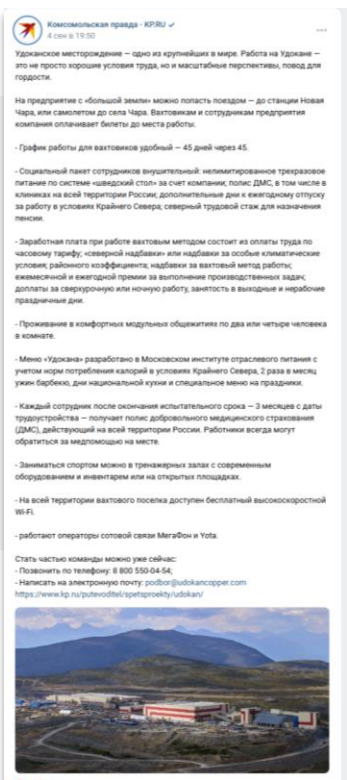 Комсомольская правда - KP.RU
4 сен в 19:50
Удоканское месторождение — одно из крупнейших в мире. Работа на Удокане —
это не просто хорошие условия труда, но и масштабные перспективы, повод для
гордости.
На предприятие с «большой земли» можно попасть поездом — до станции Новая
Чара, или самолетом до села Чара. Вахтовикам и сотрудникам предприятия
компания оплачивает билеты до места работы.
- График работы для вахтовиков удобный — 45 дней через 45.
- Социальный пакет сотрудников внушительный: нелимитированное трехразовое
питание по системе «шведский стол» за счет компании; полис ДМС, в том числе в
клиниках на всей территории России; дополнительные дни к ежегодному отпуску
за работу в условиях Крайнего Севера; северный трудовой стаж для назначения
пенсии.
- Заработная плата при работе вахтовым методом состоит из оплаты труда по
часовому тарифу; «северной надбавки» или надбавки за особые климатические
условия; районного коэффициента; надбавки за вахтовый метод работы;
ежемесячной и ежегодной премии за выполнение производственных задач;
доплаты за сверхурочную или ночную работу, занятость в выходные и нерабочие
праздничные дни.
- Проживание в комфортных модульных общежитиях по два или четыре человека
в комнате.
- Меню «Удокана» разработано в Московском институте отраслевого питания с
учетом норм потребления калорий в условиях Крайнего Севера, 2 раза в месяц
ужин барбекю, дни национальной кухни и специальное меню на праздники.
- Каждый сотрудник после окончания испытательного срока — 3 месяцев с даты
трудоустройства — получает полис добровольного медицинского страхования
(ДМС), действующий на всей территории России. Работники всегда могут
обратиться за медпомощью на месте.
- Заниматься спортом можно в тренажерных залах с современным
оборудованием и инвентарем или на открытых площадках.
- На всей территории вахтового поселка доступен бесплатный высокоскоростной
Wi-Fi.
- работают операторы сотовой связи МегаФон и Yota.
Стать частью команды можно уже сейчас:
- Позвонить по телефону: 8 800 550-04-54;
- Написать на электронную почту: podbor@udokancopper.com
https://www.kp.ru/putevoditel/spetsproekty/udokan/